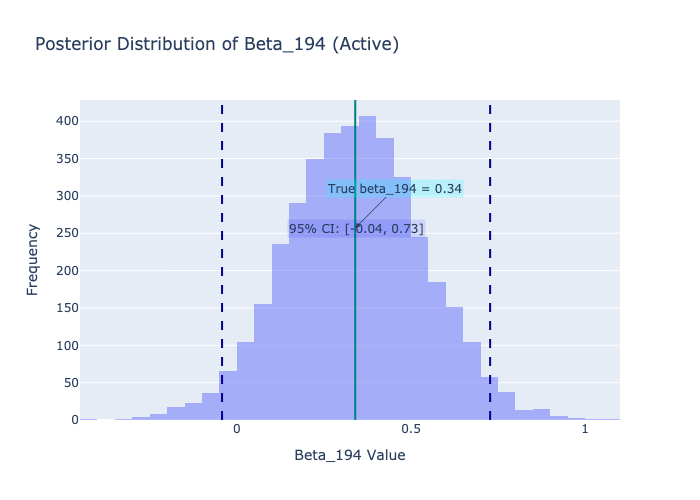 Posterior Distribution of Beta_194 (Active)
400
350
True beta_194 = 0.34
300
95% CI: [-0.04, 0.73]
250
200
150
100
50
0
Frequency
0
0.5
1
Beta_194 Value